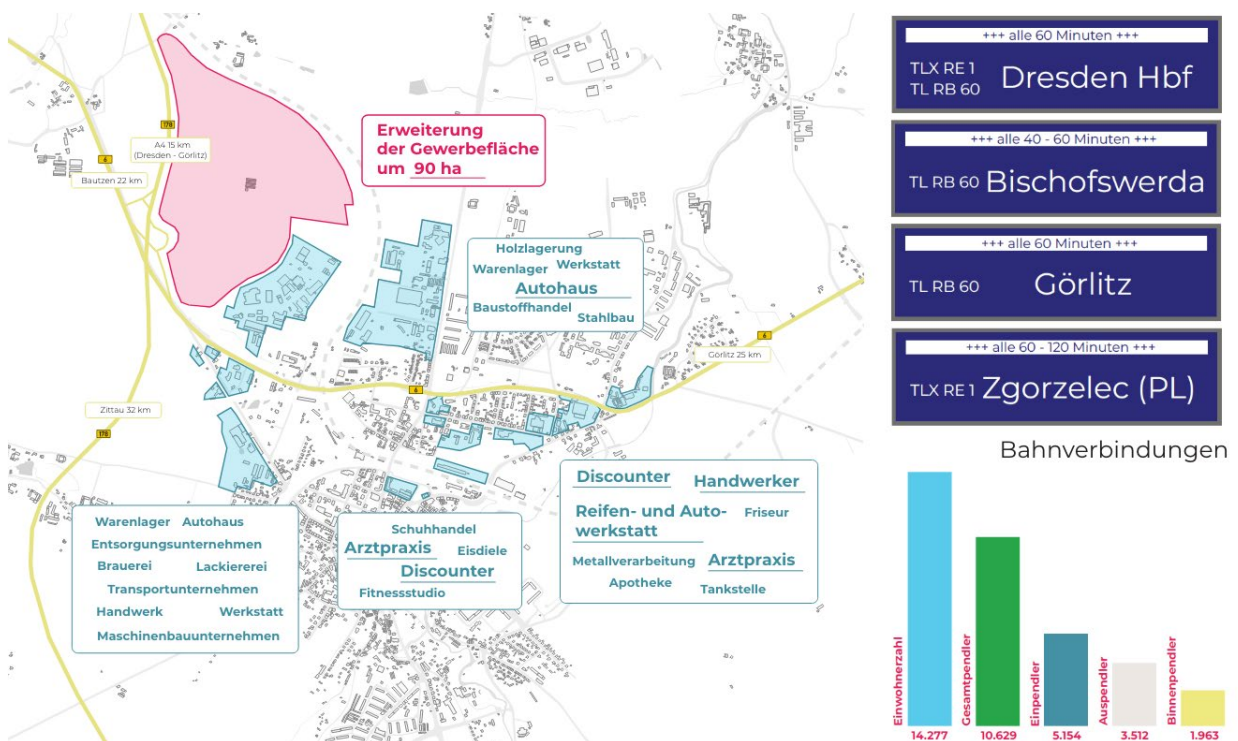 Erweiterung
der Gewerbefläche
um 90 ha
178
A4 15 km
(Dresden - Görlitz)
6
Bautzen 22 km
Holzlagerung
Warenlager Werkstatt
Autohaus
Baustoffhandel
Stahlbau
6
Görlitz 25 km
6
Zittau 32 km
178
Warenlager Autohaus
Entsorgungsunternehmen
Brauerei Lackiererei
Transportunternehmen
Handwerk Werkstatt
Maschinenbauunternehmen
Schuhhandel
Arztpraxis Eisdiele
Discounter
Fitnessstudio
Discounter Handwerker
Reifen- und Auto-
werkstatt Friseur
Metallverarbeitung Arztpraxis
Apotheke Tankstelle
+++ alle 60 Minuten +++
TLX RE 1
TL RB 60
Dresden Hbf
+++ alle 40 - 60 Minuten +++
TL RB 60 Bischofswerda
+++ alle 60 Minuten +++
TL RB 60 Görlitz
+++ alle 60 - 120 Minuten +++
TLX RE 1 Zgorzelec (PL)
Bahnverbindungen
Einwohnerzahl
Gesamtpendler
Einpendler
Auspendler
Binnenpendler
14.277 10.629 5.154 3.512 1.963